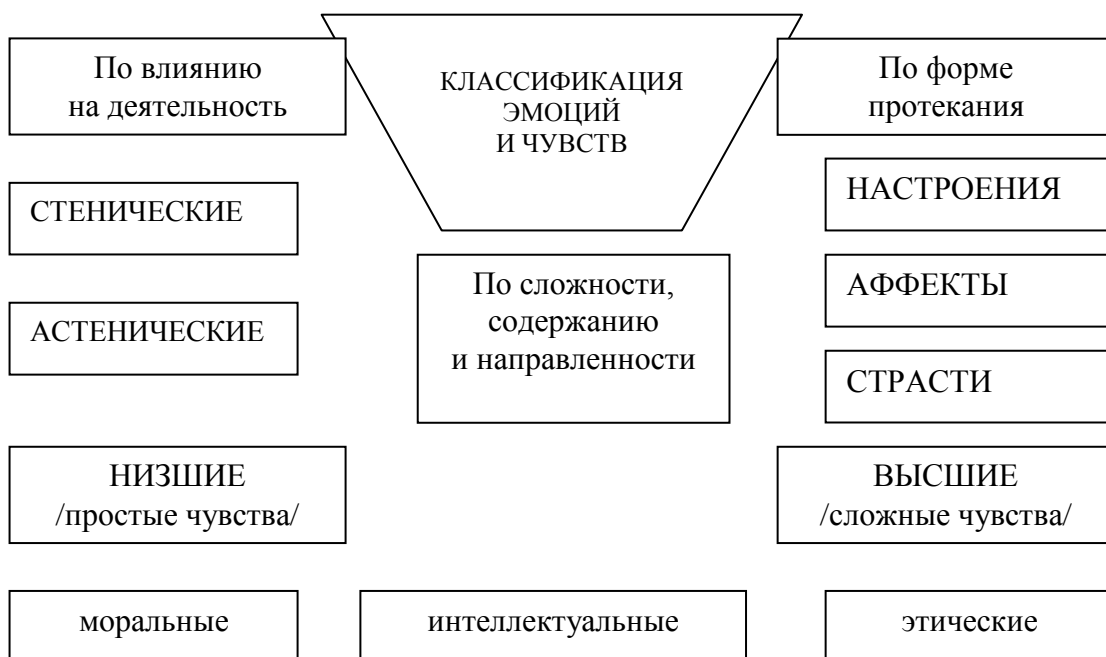 По влиянию
на деятельность
КЛАССИФИКАЦИЯ
ЭМОЦИЙ
И ЧУВСТВ
По форме
протекания
СТЕНИЧЕСКИЕ
АСТЕНИЧЕСКИЕ
По сложности,
содержанию
и направленности
НАСТРОЕНИЯ
АФФЕКТЫ
СТРАСТИ
НИЗШИЕ
/простые чувства/
ВЫСШИЕ
/сложные чувства/
моральные
интеллектуальные
этические